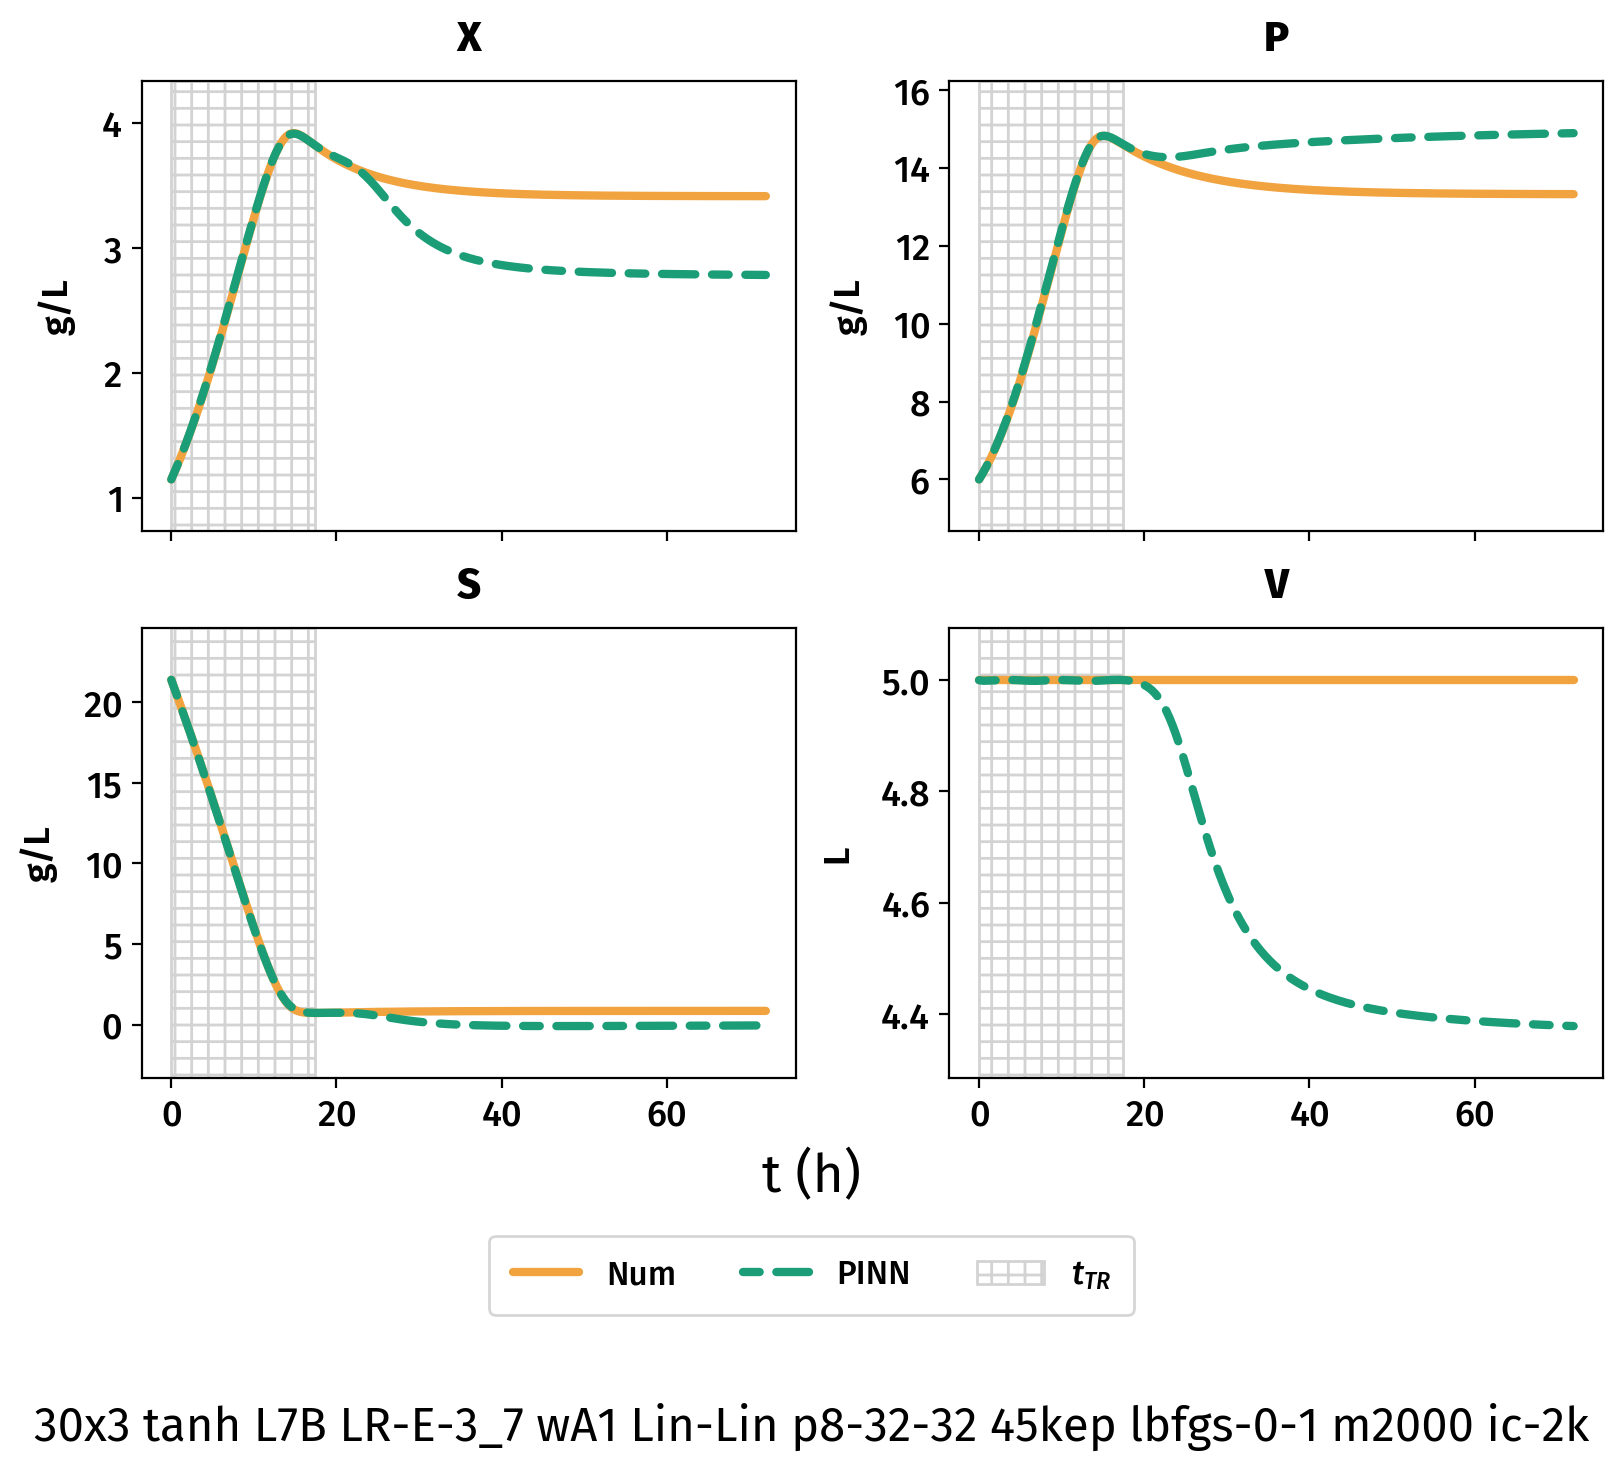 X
4
3
2
1
g/L
P
16
14
12
10
8
6
g/L
S
20
15
10
5
0
g/L
0 20 40 60
V
5.0
4.8
4.6
4.4
L
0 20 40 60
t (h)
Num PINN t_TR
30x3 tanh L7B LR-E-3_7 wA1 Lin-Lin p8-32-32 45kep lbfgs-0-1 m2000 ic-2k